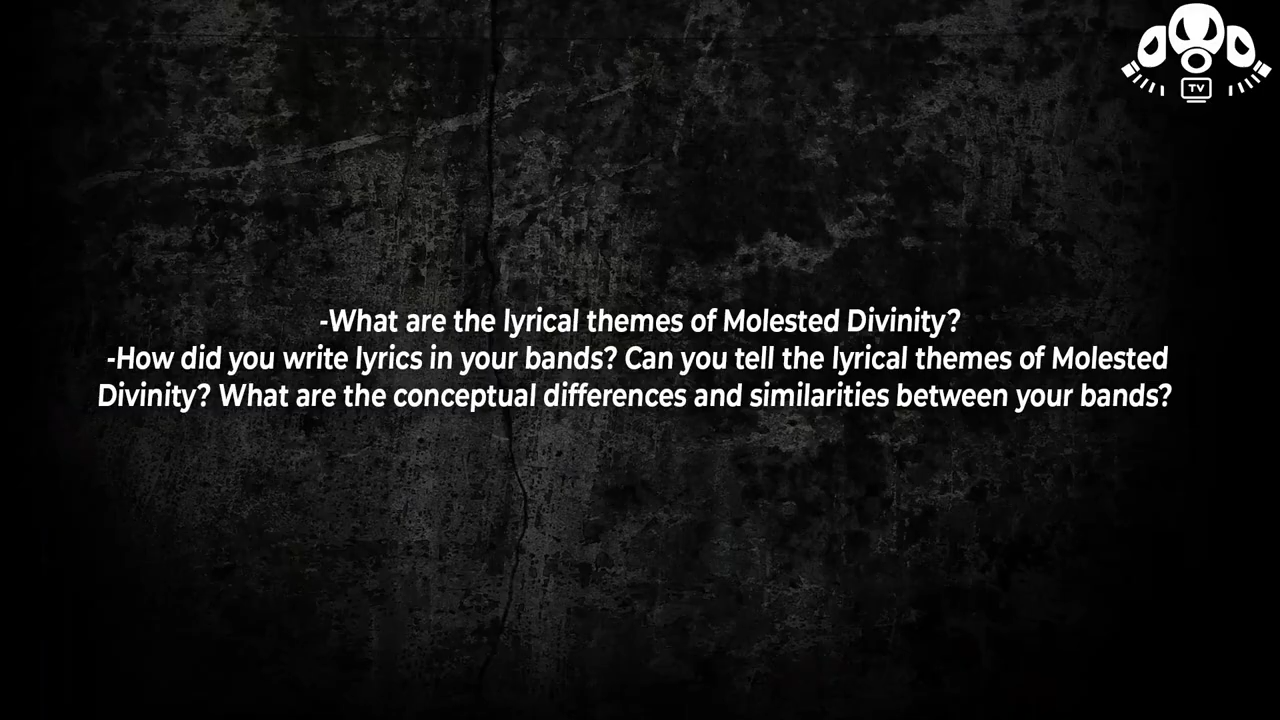 TV
-What are the lyrical themes of Molested Divinity?
-How did you write lyrics in your bands? Can you tell the lyrical themes of Molested
Divinity? What are the conceptual differences and similarities between your bands?